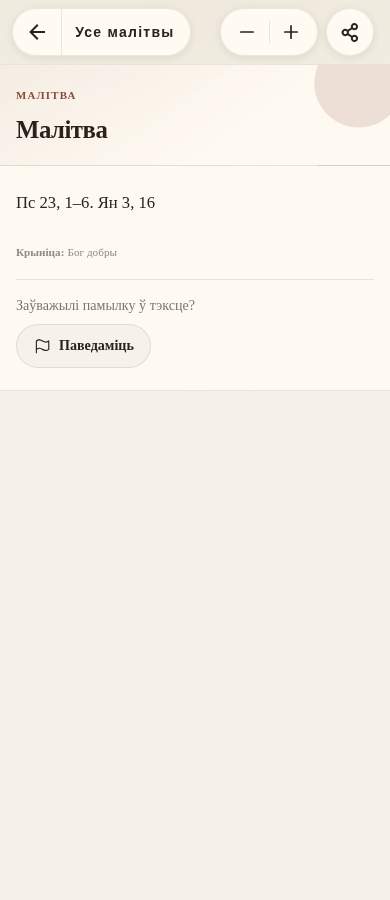 Усе малітвы
МАЛІТВА
Малітва
Пс 23, 1–6. Ян 3, 16
Крыніца: Бог добры
Заўважылі памылку ў тэксце?
Паведаміць